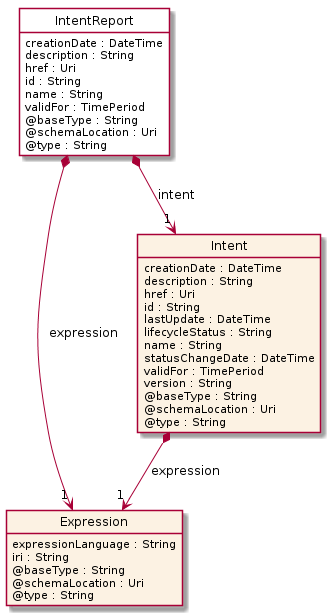 IntentReport
creationDate : DateTime
description : String
href : Uri
id : String
name : String
validFor : TimePeriod
@baseType : String
@schemaLocation : Uri
@type : String
intent
1
Intent
creationDate : DateTime
description : String
href : Uri
id : String
lastUpdate : DateTime
lifecycleStatus : String
name : String
statusChangeDate : DateTime
validFor : TimePeriod
version : String
@baseType : String
@schemaLocation : Uri
@type : String
expression
expression
1
1
Expression
expressionLanguage : String
iri : String
@baseType : String
@schemaLocation : Uri
@type : String